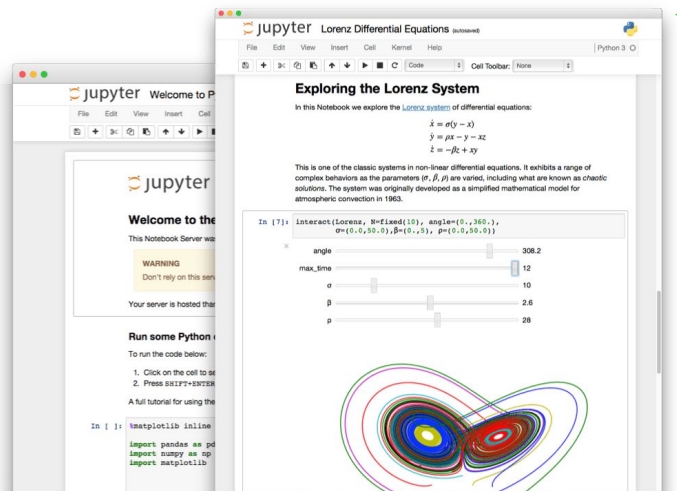 jupyter Welcome to P
File Edit View Insert Cell
jupyter
Welcome to the
This Notebook Server was
WARNING
Don't rely on this serv
Your server is hosted than
Run some Python
To run the code below:
1. Click on the cell to se
2. Press SHIFT+ENTER
A full tutorial for using the
In [ ]: %matplotlib inline
import pandas as pd
import numpy as np
import matplotlib
jupyter Lorenz Differential Equations (autosaved)
File Edit View Insert Cell Kernel Help Python 3
Code Cell Toolbar: None
Exploring the Lorenz System
In this Notebook we explore the Lorenz system of differential equations:
ẋ = σ(y − x)
ẏ = ρx − y − xz
ż = −βz + xy
This is one of the classic systems in non-linear differential equations. It exhibits a range of
complex behaviors as the parameters (σ, β, ρ) are varied, including what are known as chaotic
solutions. The system was originally developed as a simplified mathematical model for
atmospheric convection in 1963.
In [7]: interact(Lorenz, N=fixed(10), angle=(0.,360.),
σ=(0.0,50.0),β=(0.,5), ρ=(0.0,50.0))
angle 308.2
max_time 12
σ 10
β 2.6
ρ 28